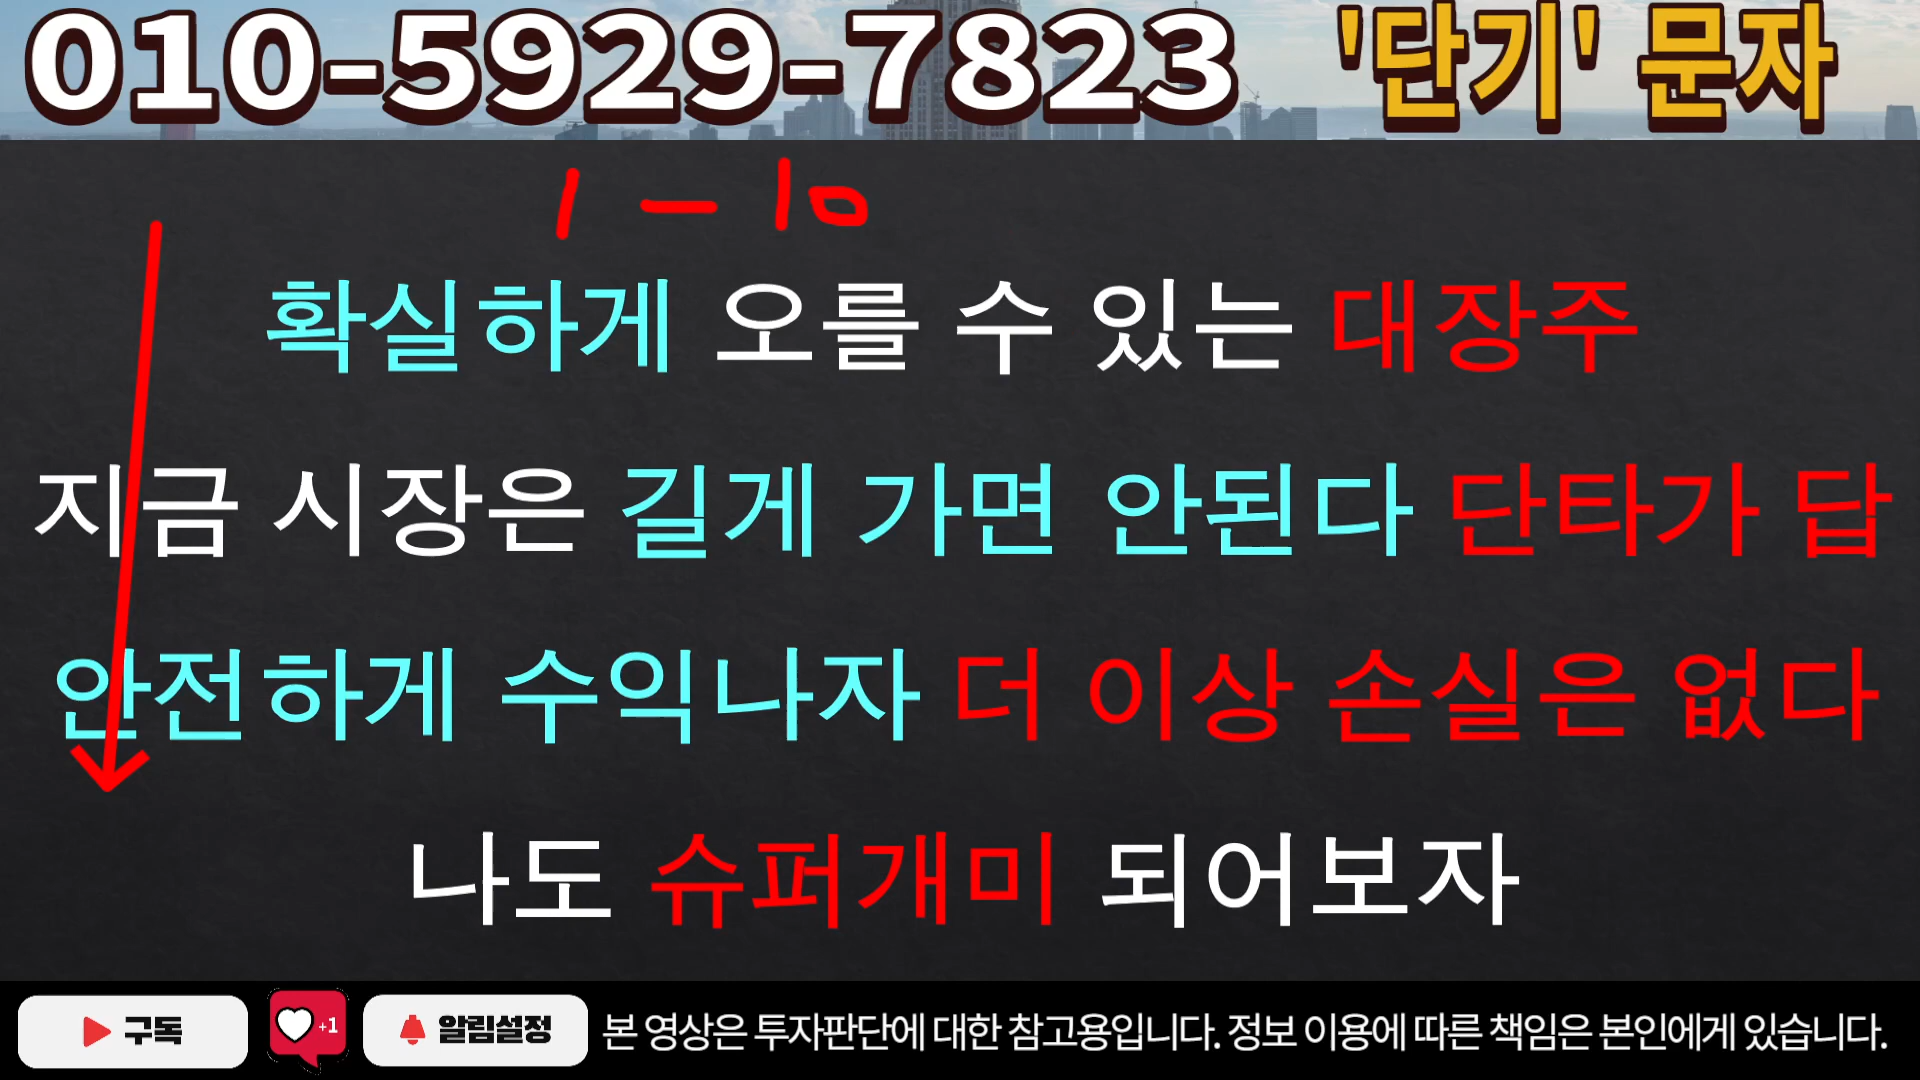 010-5929-7823 '단기' 문자
1 - 10
확실하게 오를 수 있는 대장주
지금 시장은 길게 가면 안된다 단타가 답
안전하게 수익나자 더 이상 손실은 없다
나도 슈퍼개미 되어보자
구독 +1 알림설정 본 영상은 투자판단에 대한 참고용입니다. 정보 이용에 따른 책임은 본인에게 있습니다.